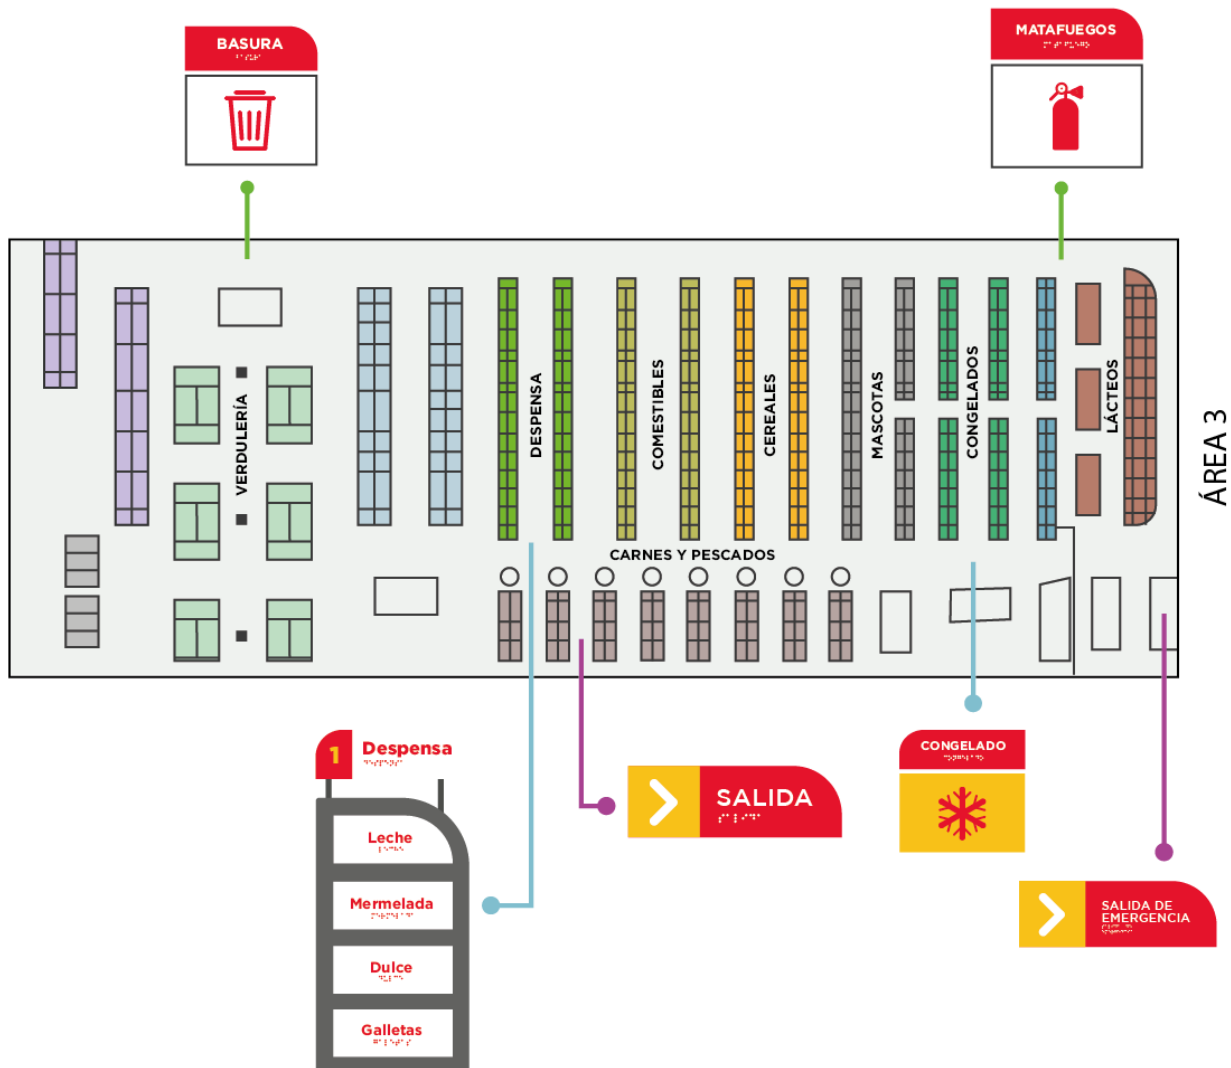 BASURA
MATAFUEGOS
VERDULERÍA
DESPENSA
COMESTIBLES
CEREALES
MASCOTAS
CONGELADOS
LÁCTEOS
ÁREA 3
CARNES Y PESCADOS
1 Despensa
Leche
Mermelada
Dulce
Galletas
SALIDA
CONGELADO
SALIDA DE
EMERGENCIA